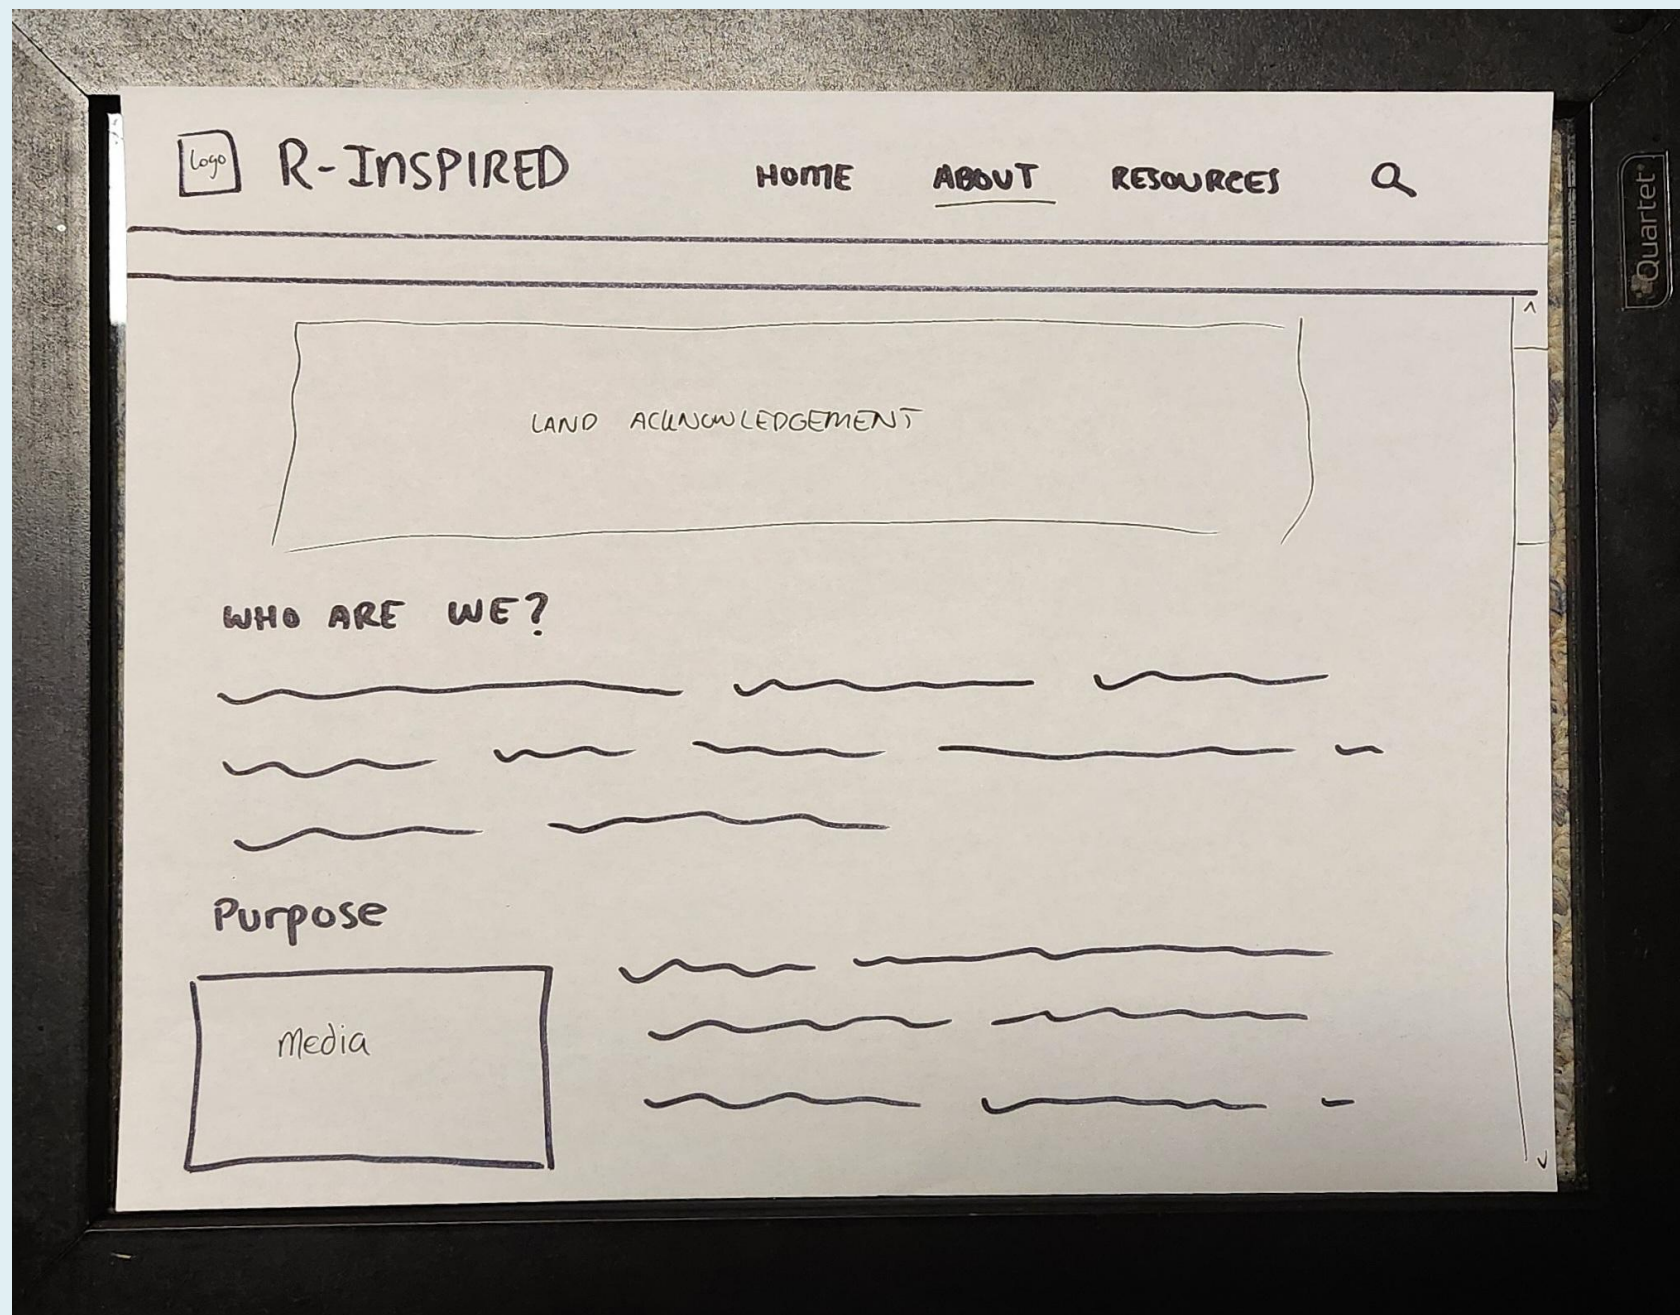 Logo R-INSPIRED HOME ABOUT RESOURCES
Quartet
LAND ACKNOWLEDGEMENT
WHO ARE WE?
Purpose
Media